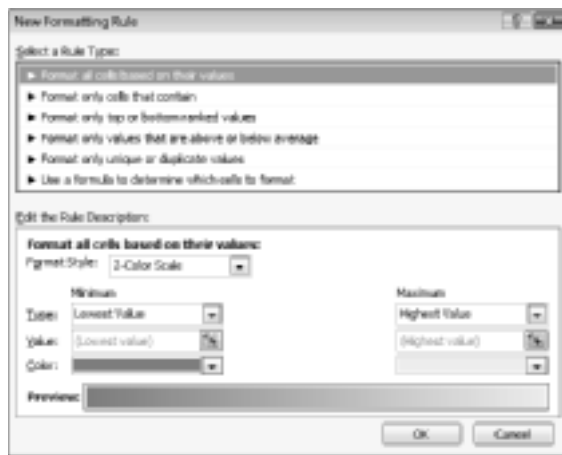 New Formatting Rule
Select a Rule Type:
► Format all cells based on their values
► Format only cells that contain
► Format only top or bottom ranked values
► Format only values that are above or below average
► Format only unique or duplicate values
► Use a formula to determine which cells to format
Edit the Rule Description:
Format all cells based on their values:
Format Style: 2-Color Scale
Minimum Maximum
Type: Lowest Value Highest Value
Value: (Lowest value) (Highest value)
Color:
Preview:
OK Cancel